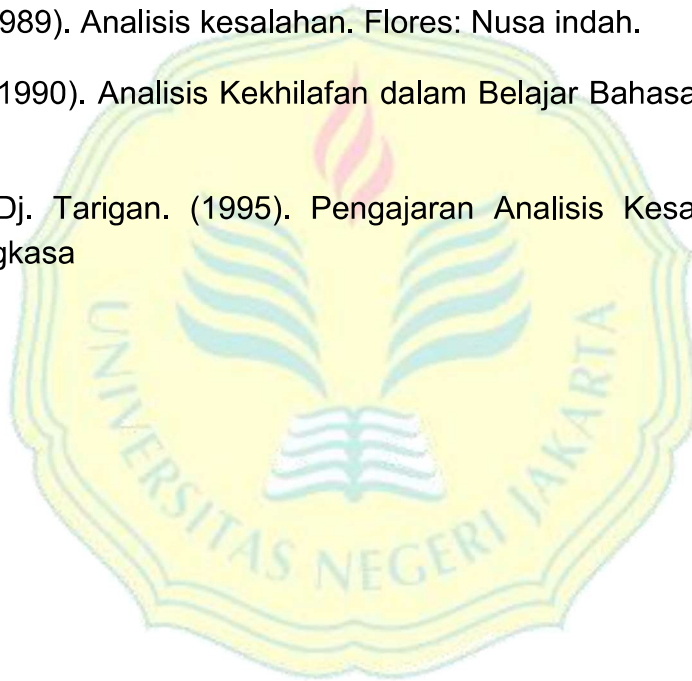 989). Analisis kesalahan. Flores: Nusa indah.
1990). Analisis Kekhilafan dalam Belajar Bahasa
Dj. Tarigan. (1995). Pengajaran Analisis Kesa
gkasa
UNIVERSITAS NEGERI JAKARTA